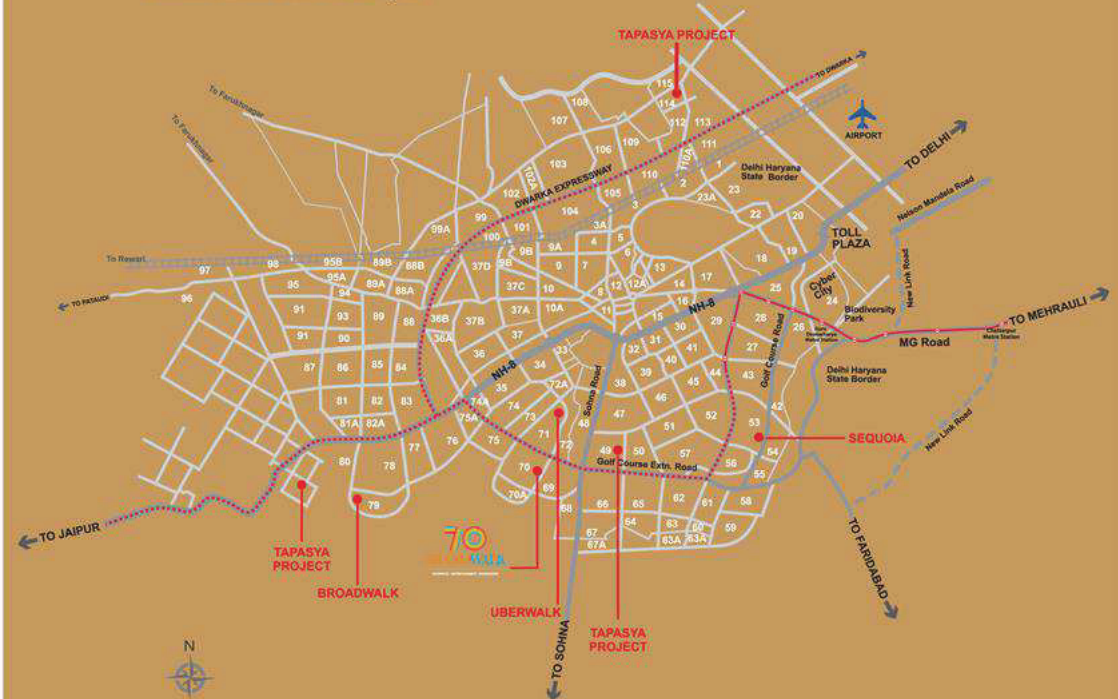 TAPASYA PROJECT
TO DWARKA
To Farukhnagar
To Farukhnagar
AIRPORT
TO DELHI
115
114
108
107
112
113
106
109
111
110A
103
110
1
Delhi Haryana
State Border
102A
2
23
102
DWARKA EXPRESSWAY
105
23A
Nelson Mandela Road
104
3
22
20
99
3A
99A
100
101
4
5
TOLL
PLAZA
9A
6
19
18
To Rewari
98
95B
89B
88B
37D
9B
9B
9
7
13
97
95A
17
Cyber
City
New Link Road
95
94
89A
88A
37C
10
8
12
12A
14
25
24
TO PATAUDI
96
16
NH-8
Biodiversity
Park
TO MEHRAULI
91
93
89
88
36B
37B
37A
10A
11
15
29
28
26
Chattarpur
Metro Station
91
90
36A
37
30
MG Road
87
86
85
84
36
NH-8
34
33
32
31
40
41
27
Golf Course Road
Delhi Haryana
State Border
35
72A
38
39
45
44
43
81
82
83
74A
74
Sohna Road
46
42
New Link Road
81A
82A
75A
73
47
52
76
75
71
48
51
53
SEQUOIA
77
72
49
50
57
54
80
78
70
Golf Course Extn. Road
56
55
79
70A
69
68
66
65
62
61
58
TO JAIPUR
64
63
60
59
67
67A
63A
63A
TO FARIDABAD
70
TAPASYA
PROJECT
BROADWALK
UBERWALK
TAPASYA
PROJECT
TO SOHNA
N